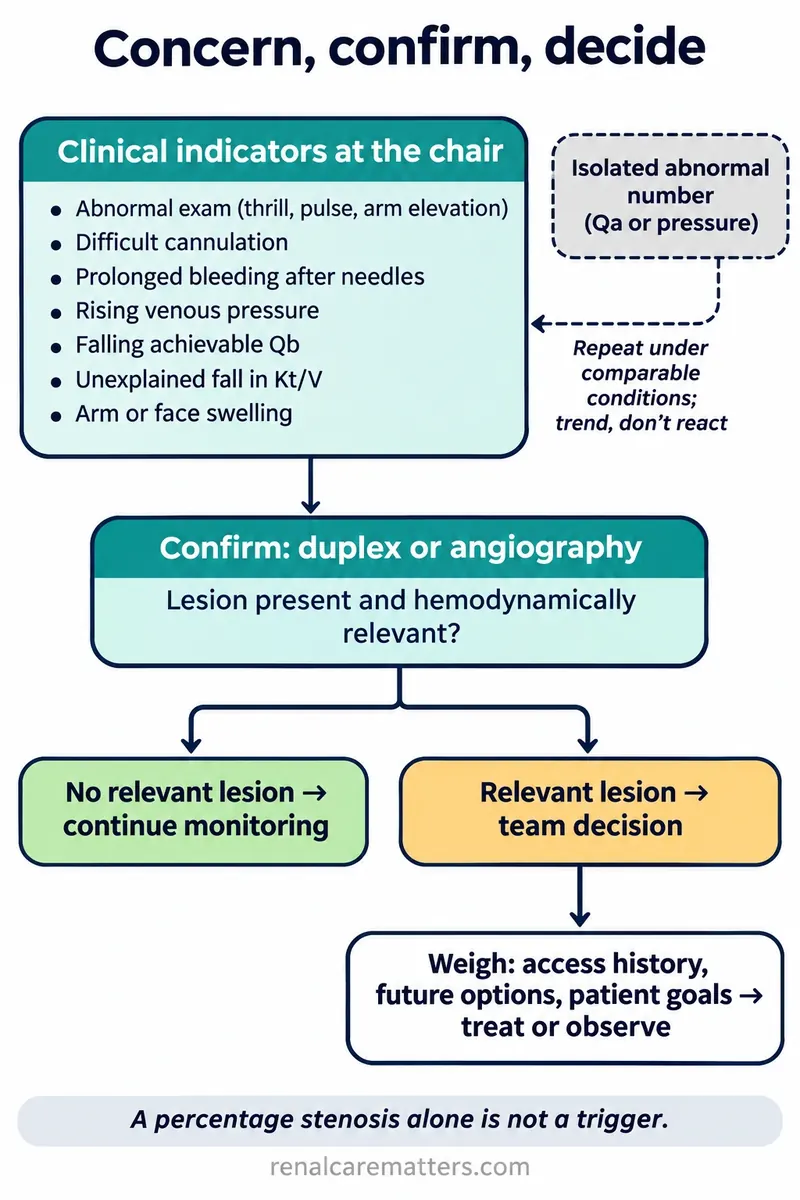 Concern, confirm, decide
Clinical indicators at the chair
• Abnormal exam (thrill, pulse, arm elevation)
• Difficult cannulation
• Prolonged bleeding after needles
• Rising venous pressure
• Falling achievable Qb
• Unexplained fall in Kt/V
• Arm or face swelling
Isolated abnormal
number
(Qa or pressure)
Repeat under
comparable
conditions;
trend, don’t react
Confirm: duplex or angiography
Lesion present and hemodynamically
relevant?
No relevant lesion →
continue monitoring
Relevant lesion →
team decision
Weigh: access history,
future options, patient goals →
treat or observe
A percentage stenosis alone is not a trigger.
renalcarematters.com